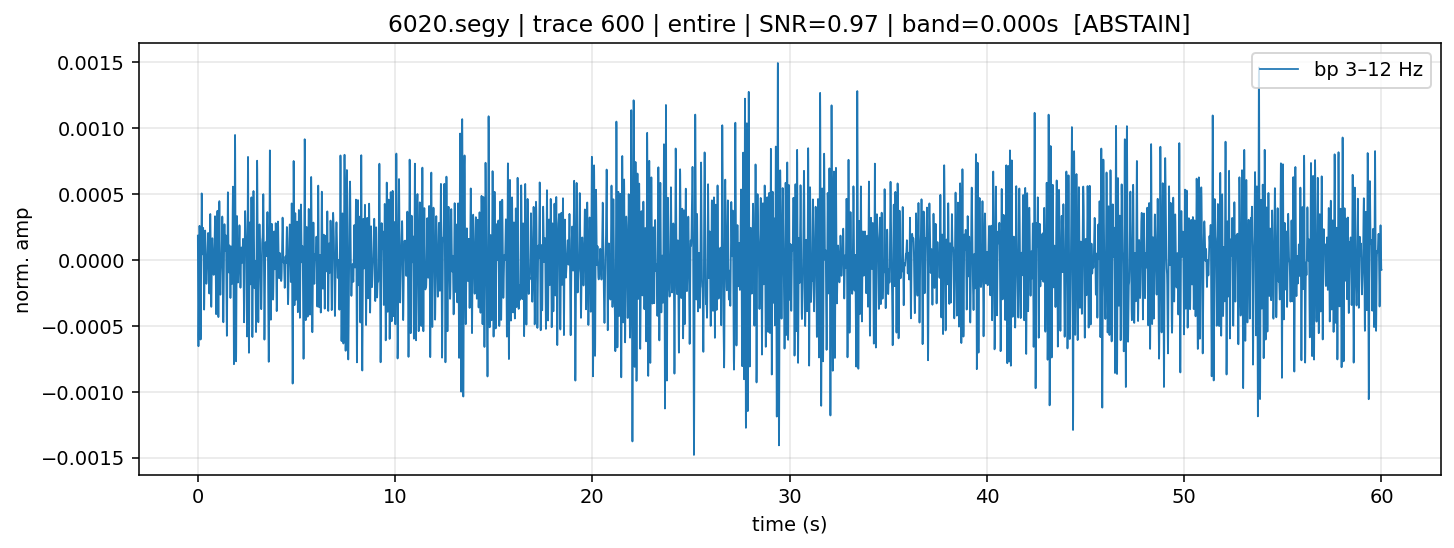 6020.segy | trace 600 | entire | SNR=0.97 | band=0.000s  [ABSTAIN]
bp 3–12 Hz
norm. amp
0.0015
0.0010
0.0005
0.0000
−0.0005
−0.0010
−0.0015
0 10 20 30 40 50 60
time (s)